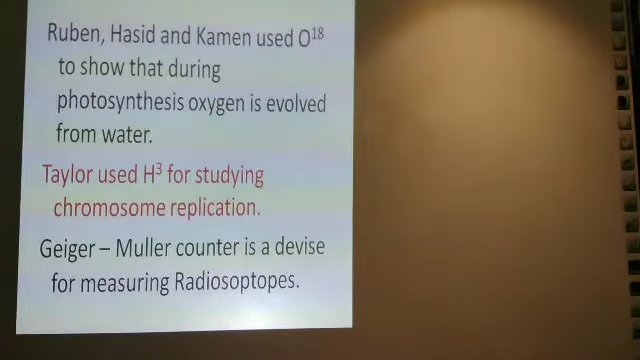 Ruben, Hasid and Kamen used O¹⁸
to show that during
photosynthesis oxygen is evolved
from water.
Taylor used H³ for studying
chromosome replication.
Geiger – Muller counter is a devise
for measuring Radiosoptopes.